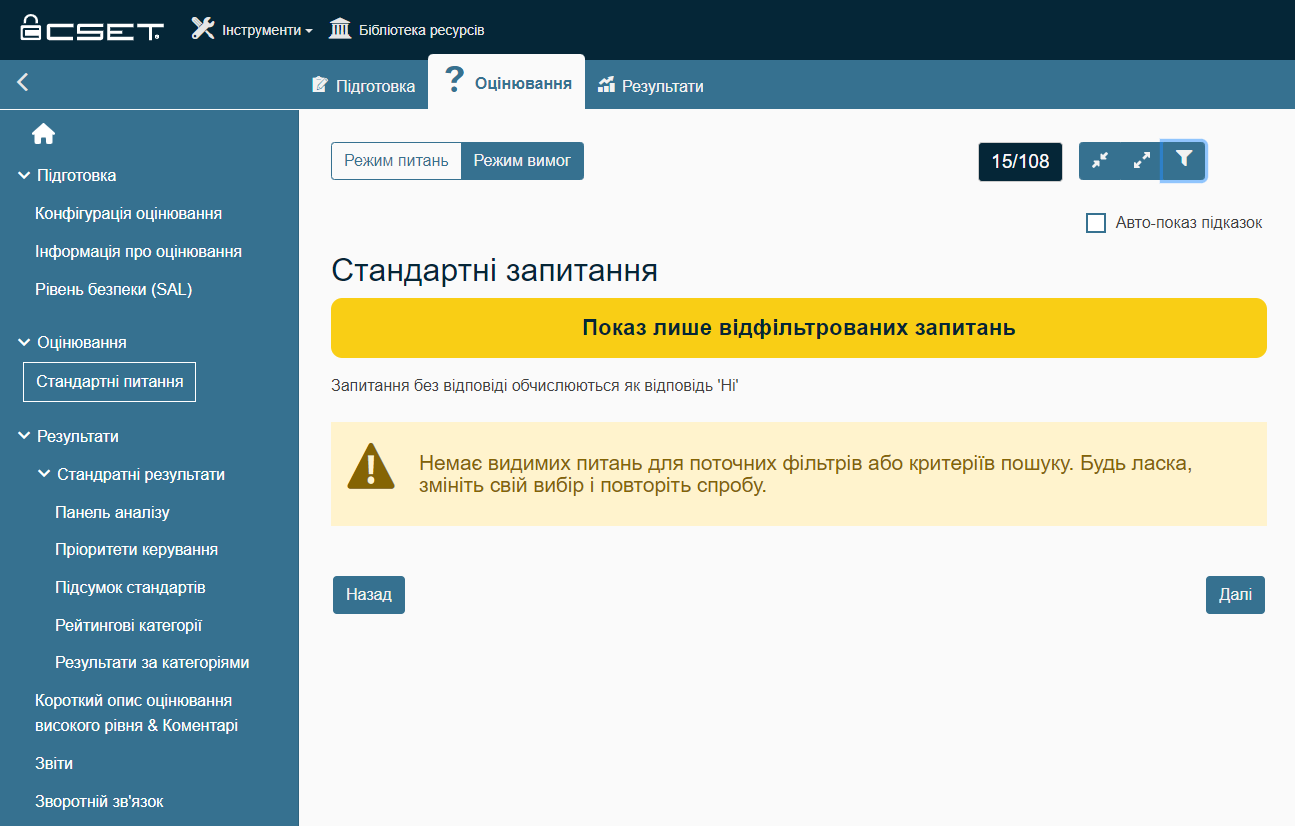 CSET
Інструменти
Бібліотека ресурсів
Підготовка
? Оцінювання
Результати
Підготовка
Конфігурація оцінювання
Інформація про оцінювання
Рівень безпеки (SAL)
Оцінювання
Стандартні питання
Результати
Стандратні результати
Панель аналізу
Пріоритети керування
Підсумок стандартів
Рейтингові категорії
Результати за категоріями
Короткий опис оцінювання
високого рівня & Коментарі
Звіти
Зворотній зв'язок
Режим питань
Режим вимог
15/108
Авто-показ підказок
Стандартні запитання
Показ лише відфільтрованих запитань
Запитання без відповіді обчислюються як відповідь 'Ні'
Немає видимих питань для поточних фільтрів або критеріїв пошуку. Будь ласка,
змініть свій вибір і повторіть спробу.
Назад
Далі